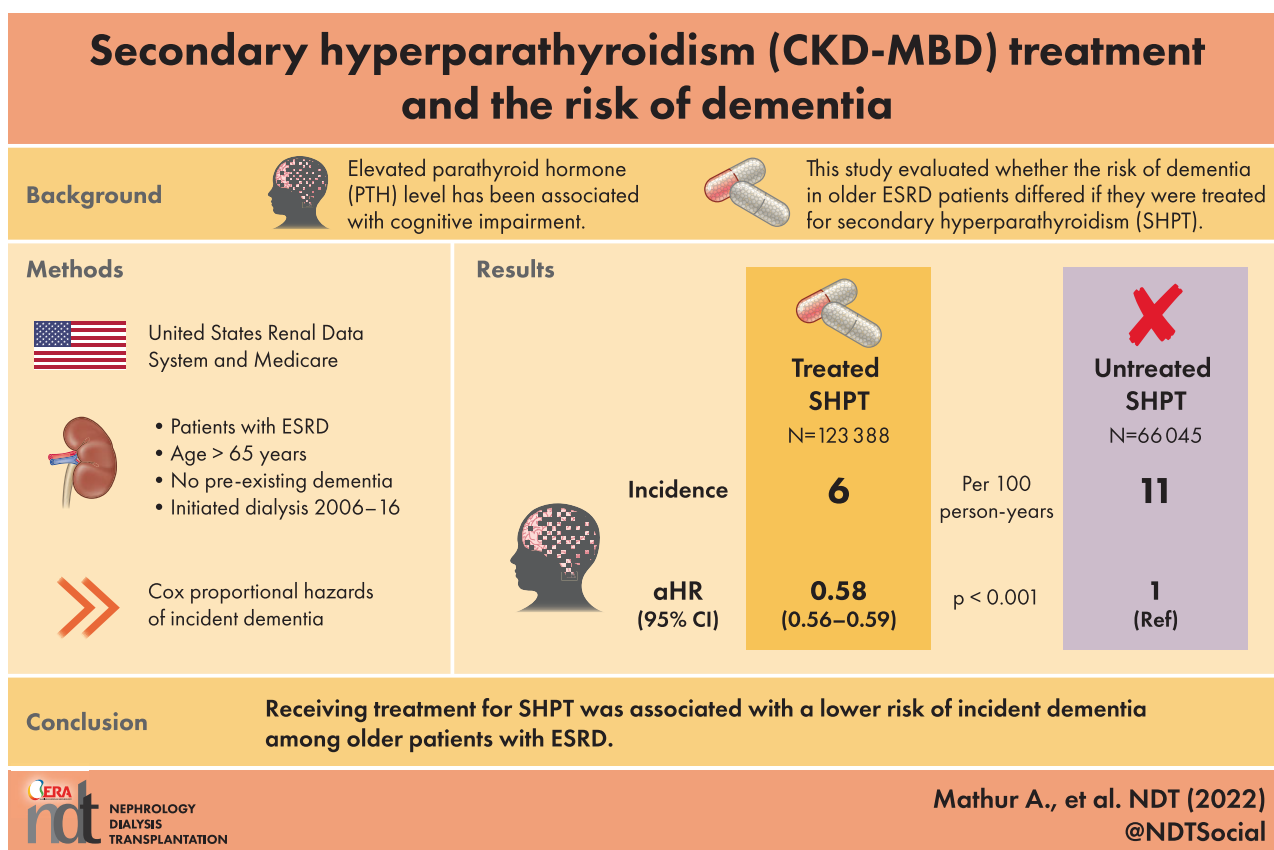 Secondary hyperparathyroidism (CKD-MBD) treatment
and the risk of dementia
Background
Elevated parathyroid hormone
(PTH) level has been associated
with cognitive impairment.
This study evaluated whether the risk of dementia
in older ESRD patients differed if they were treated
for secondary hyperparathyroidism (SHPT).
Methods
United States Renal Data
System and Medicare
• Patients with ESRD
• Age > 65 years
• No pre-existing dementia
• Initiated dialysis 2006–16
Cox proportional hazards
of incident dementia
Results
Treated
SHPT
N=123 388
Untreated
SHPT
N=66 045
Incidence
6
Per 100
person-years
11
aHR
(95% CI)
0.58
(0.56–0.59)
p < 0.001
1
(Ref)
Conclusion
Receiving treatment for SHPT was associated with a lower risk of incident dementia
among older patients with ESRD.
ERA
ndt
NEPHROLOGY
DIALYSIS
TRANSPLANTATION
Mathur A., et al. NDT (2022)
@NDTSocial